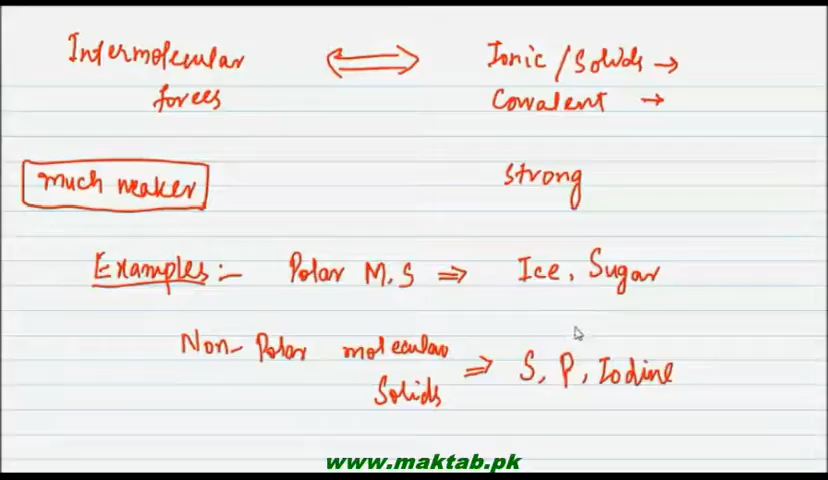 Intermolecular ⟺ Ionic / Solids →
forces Covalent →
much weaker strong
Examples:- Polar M.S ⇒ Ice, Sugar
Non-Polar molecular ⇒ S, P, Iodine
Solids
www.maktab.pk